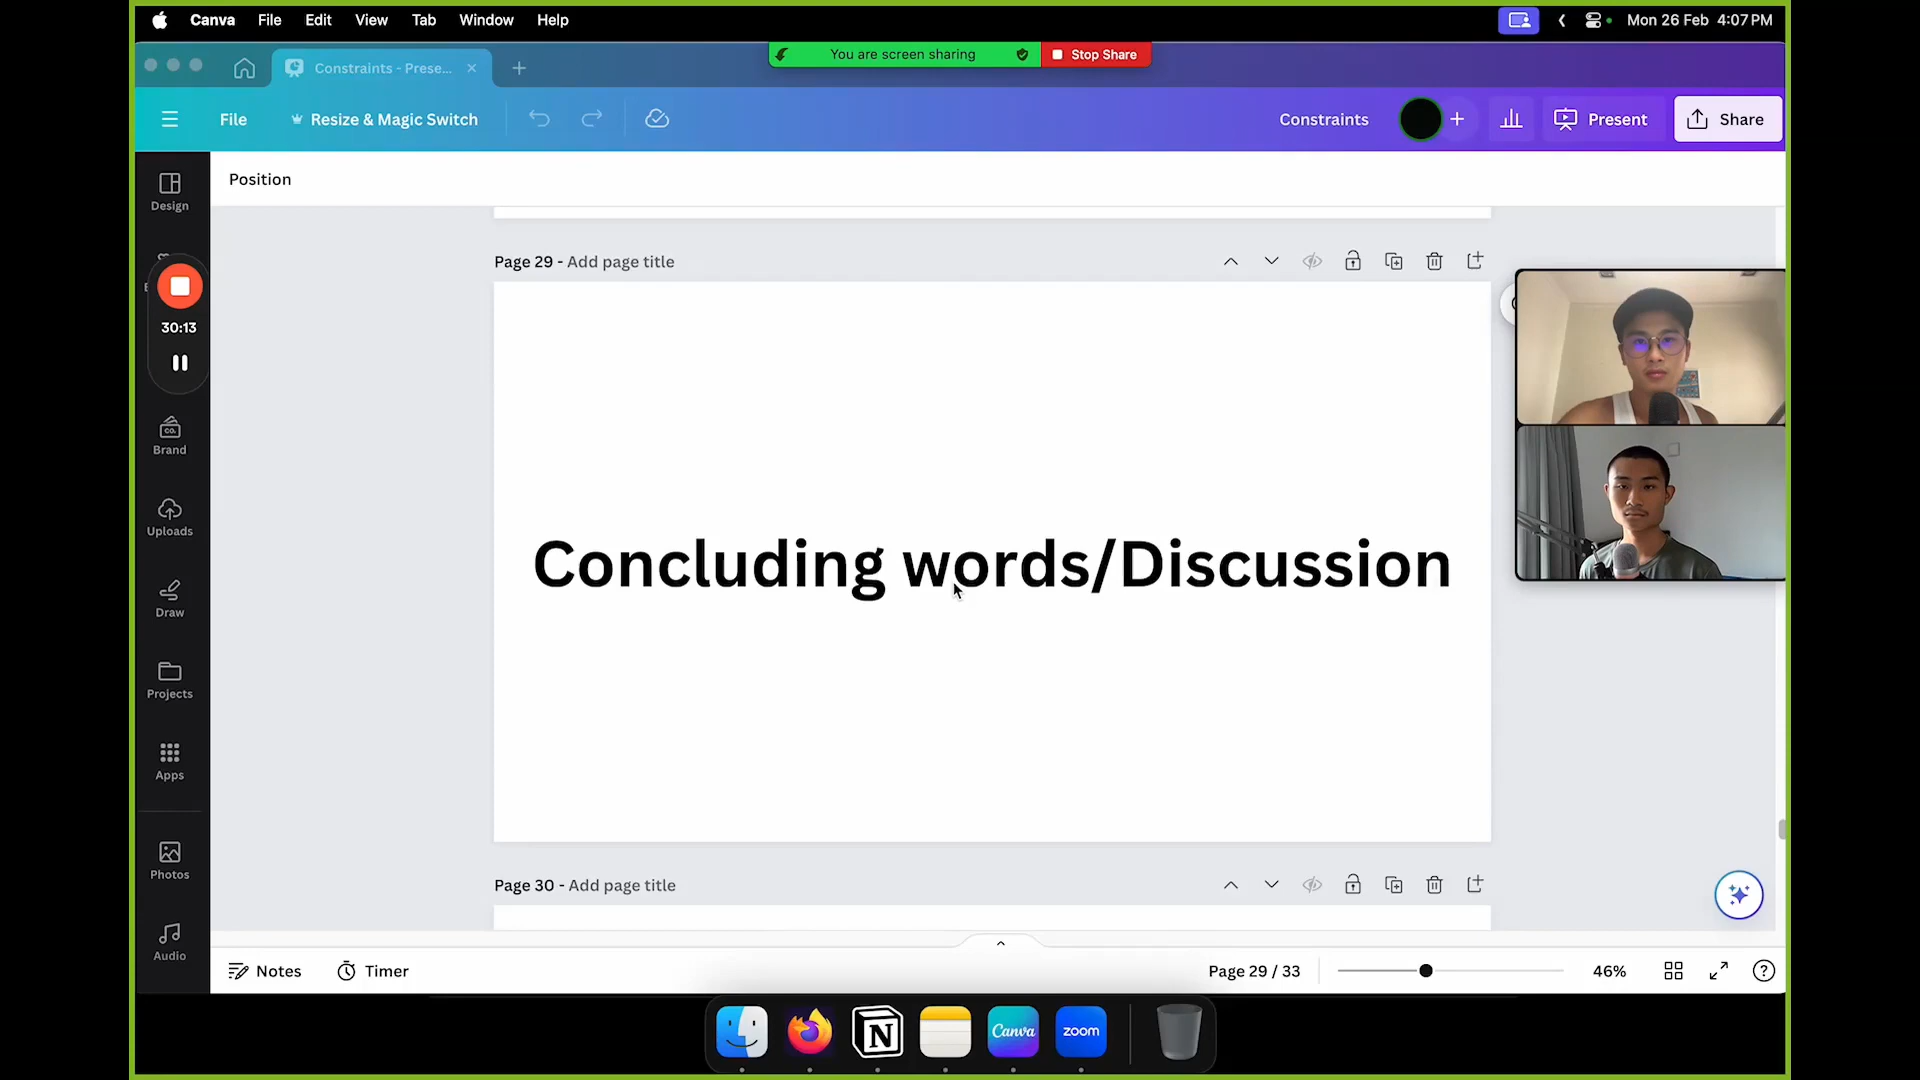 Canva File Edit View Tab Window Help
Mon 26 Feb 4:07 PM
Constraints - Prese...
You are screen sharing
Stop Share
File
Resize & Magic Switch
Constraints
Present
Share
Design
Position
30:13
Brand
Uploads
Draw
Projects
Apps
Photos
Audio
Page 29 - Add page title
Concluding words/Discussion
Page 30 - Add page title
Notes
Timer
Page 29 / 33
46%
CO.
N
Canva
zoom